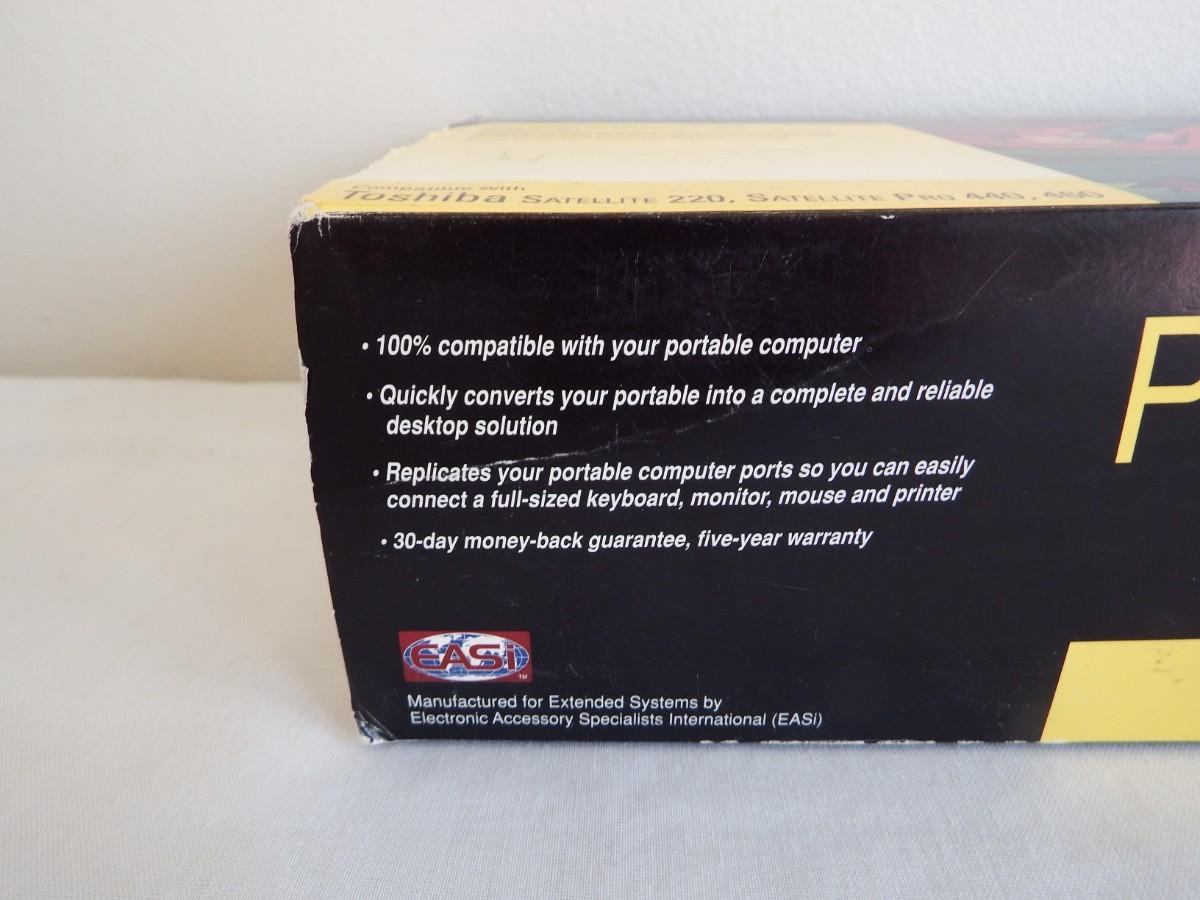 Compatible with
Toshiba SATELLITE 220, SATELLITE PRO 440, 460
• 100% compatible with your portable computer
• Quickly converts your portable into a complete and reliable
desktop solution
• Replicates your portable computer ports so you can easily
connect a full-sized keyboard, monitor, mouse and printer
• 30-day money-back guarantee, five-year warranty
P
EASi TM
Manufactured for Extended Systems by
Electronic Accessory Specialists International (EASi)